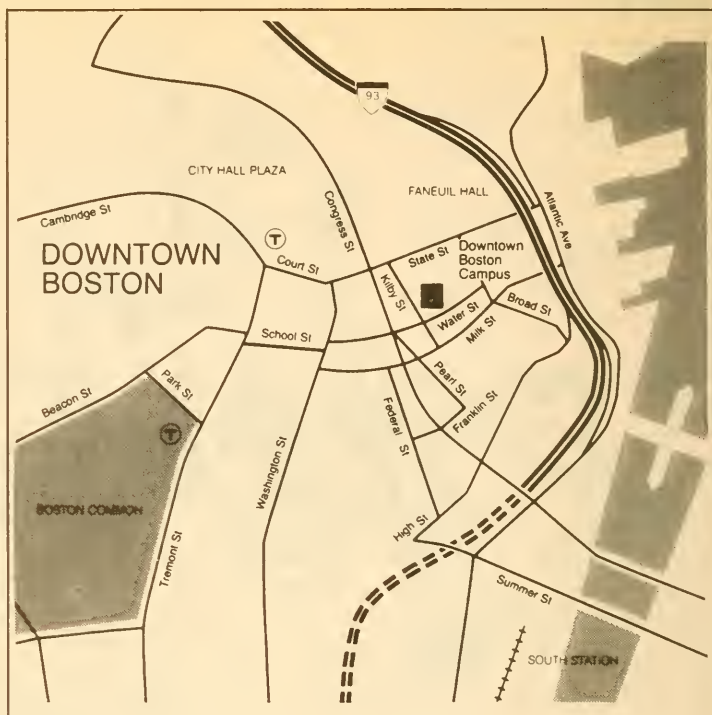 93
CITY HALL PLAZA
FANEUIL HALL
Cambridge St
Congress St
Atlantic Ave
T
DOWNTOWN
BOSTON
Court St
State St
Downtown
Boston
Campus
Kilby St
School St
Water St
Broad St
Milk St
Beacon St
Park St
Pearl St
T
Franklin St
Federal St
Washington St
BOSTON COMMON
Tremont St
High St
Summer St
SOUTH STATION